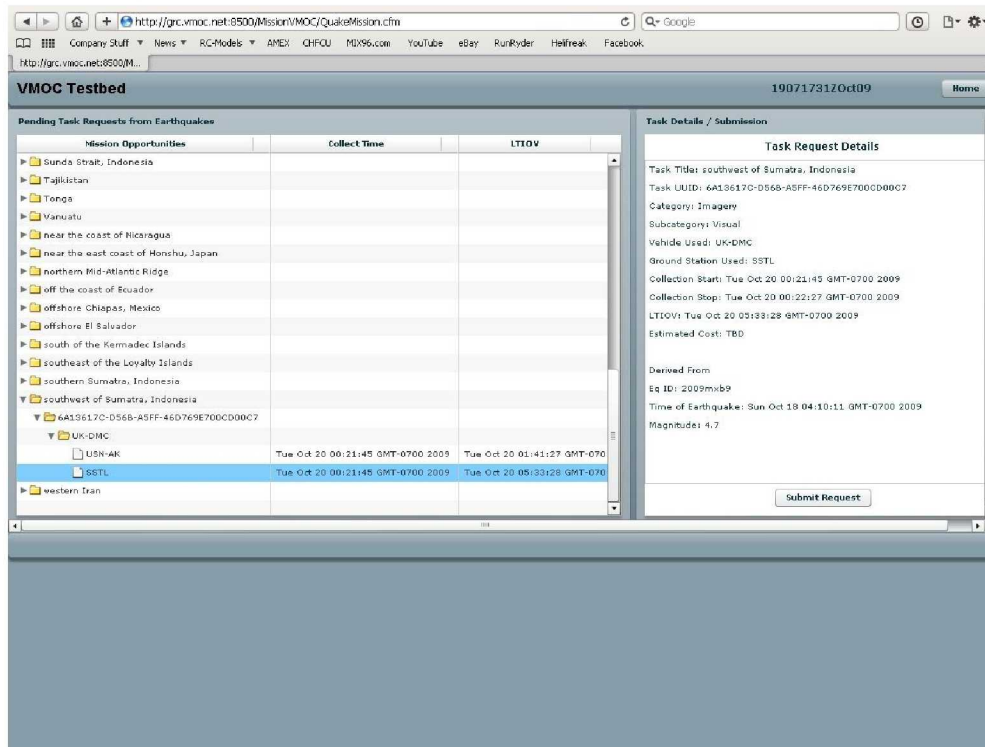 http://grc.vmoc.net:8500/MissionVMOC/QuakeMission.cfm
Google
Company Stuff News RC-Models AMEX CHFCU MIX96.com YouTube eBay RunRyder Helifreak Facebook
http://grc.vmoc.net:8500/M...
VMOC Testbed 190717312Oct09 Home
Pending Task Requests from Earthquakes
Mission Opportunities Collect Time LTIOV
Sunda Strait, Indonesia
Tajikistan
Tonga
Vanuatu
near the coast of Nicaragua
near the east coast of Honshu, Japan
northern Mid-Atlantic Ridge
off the coast of Ecuador
offshore Chiapas, Mexico
offshore El Salvador
south of the Kermadec Islands
southeast of the Loyalty Islands
southern Sumatra, Indonesia
southwest of Sumatra, Indonesia
6A13617C-D56B-A5FF-46D769E700CD00C7
UK-DMC
USN-AK Tue Oct 20 00:21:45 GMT-0700 2009 Tue Oct 20 01:41:27 GMT-070
SSTL Tue Oct 20 00:21:45 GMT-0700 2009 Tue Oct 20 05:33:28 GMT-070
western Iran
Task Details / Submission
Task Request Details
Task Title: southwest of Sumatra, Indonesia
Task UUID: 6A13617C-D56B-A5FF-46D769E700CD00C7
Category: Imagery
Subcategory: Visual
Vehicle Used: UK-DMC
Ground Station Used: SSTL
Collection Start: Tue Oct 20 00:21:45 GMT-0700 2009
Collection Stop: Tue Oct 20 00:22:27 GMT-0700 2009
LTIOV: Tue Oct 20 05:33:28 GMT-0700 2009
Estimated Cost: TBD
Derived From
Eq ID: 2009mxb9
Time of Earthquake: Sun Oct 18 04:10:11 GMT-0700 2009
Magnitude: 4.7
Submit Request